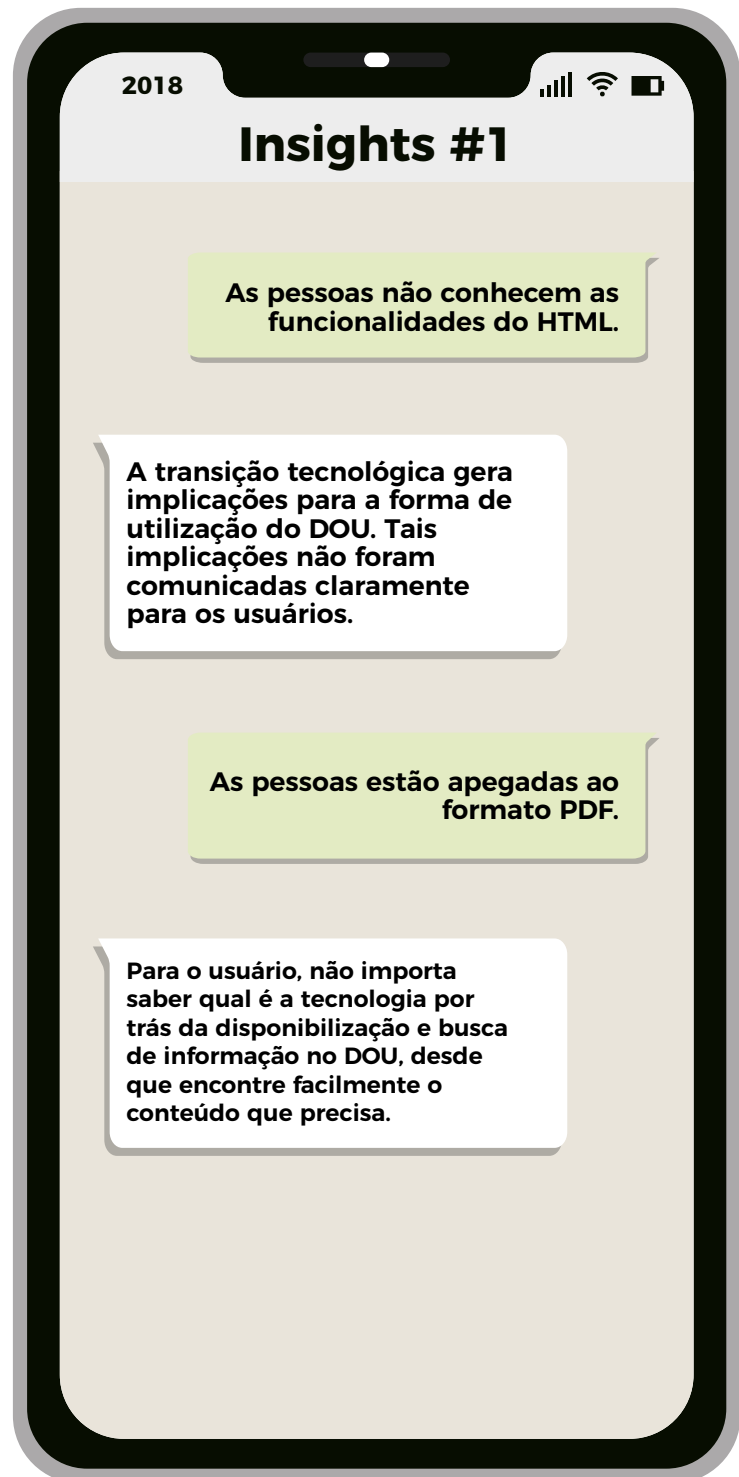 2018
Insights #1
As pessoas não conhecem as
funcionalidades do HTML.
A transição tecnológica gera
implicações para a forma de
utilização do DOU. Tais
implicações não foram
comunicadas claramente
para os usuários.
As pessoas estão apegadas ao
formato PDF.
Para o usuário, não importa
saber qual é a tecnologia por
trás da disponibilização e busca
de informação no DOU, desde
que encontre facilmente o
conteúdo que precisa.